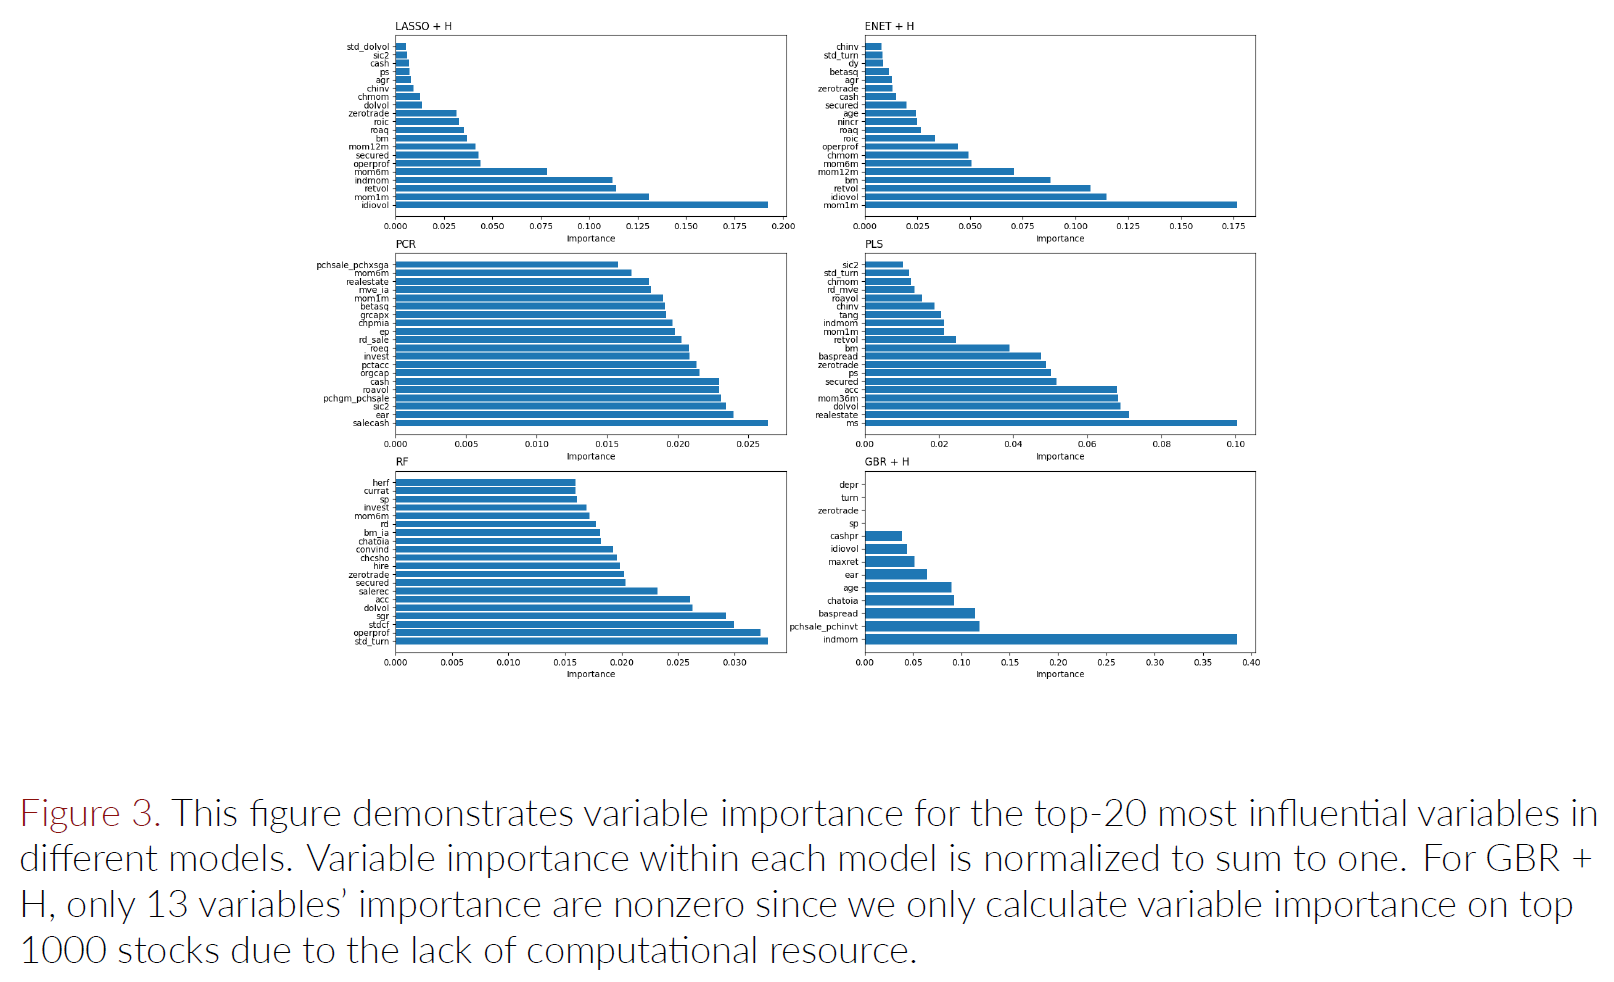 LASSO + H
std_dolvol
sic2
cash
ps
agr
chinv
chmom
dolvol
zerotrade
roic
roaq
bm
mom12m
secured
operprof
mom6m
indmom
retvol
mom1m
idiovol
0.000 0.025 0.050 0.075 0.100 0.125 0.150 0.175 0.200
Importance
ENET + H
chinv
std_turn
dy
betasq
agr
zerotrade
cash
secured
age
nincr
roaq
roic
operprof
chmom
mom6m
mom12m
bm
retvol
idiovol
mom1m
0.000 0.025 0.050 0.075 0.100 0.125 0.150 0.175
Importance
PCR
pchsale_pchxsga
mom6m
realestate
mve_ia
mom1m
betasq
grcapx
chpmia
ep
rd_sale
roeq
invest
pctacc
orgcap
cash
roavol
pchgm_pchsale
sic2
ear
salecash
0.000 0.005 0.010 0.015 0.020 0.025
Importance
PLS
sic2
std_turn
chmom
rd_mve
roavol
chinv
tang
indmom
mom1m
retvol
bm
baspread
zerotrade
ps
secured
acc
mom36m
dolvol
realestate
ms
0.00 0.02 0.04 0.06 0.08 0.10
Importance
RF
herf
currat
sp
invest
mom6m
rd
bm_ia
chatoia
convind
chcsho
hire
zerotrade
secured
salerec
acc
dolvol
sgr
stdcf
operprof
std_turn
0.000 0.005 0.010 0.015 0.020 0.025 0.030
Importance
GBR + H
depr
turn
zerotrade
sp
cashpr
idiovol
maxret
ear
age
chatoia
baspread
pchsale_pchinvt
indmom
0.00 0.05 0.10 0.15 0.20 0.25 0.30 0.35 0.40
Importance
Figure 3. This figure demonstrates variable importance for the top-20 most influential variables in
different models. Variable importance within each model is normalized to sum to one. For GBR +
H, only 13 variables’ importance are nonzero since we only calculate variable importance on top
1000 stocks due to the lack of computational resource.